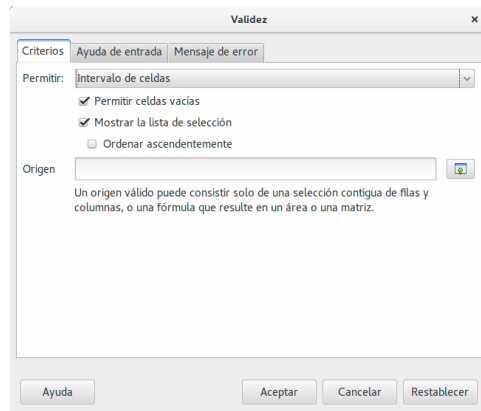 Validez
Criterios Ayuda de entrada Mensaje de error
Permitir: Intervalo de celdas
Permitir celdas vacías
Mostrar la lista de selección
Ordenar ascendentemente
Origen
Un origen válido puede consistir solo de una selección contigua de filas y
columnas, o una fórmula que resulte en un área o una matriz.
Ayuda Aceptar Cancelar Restablecer